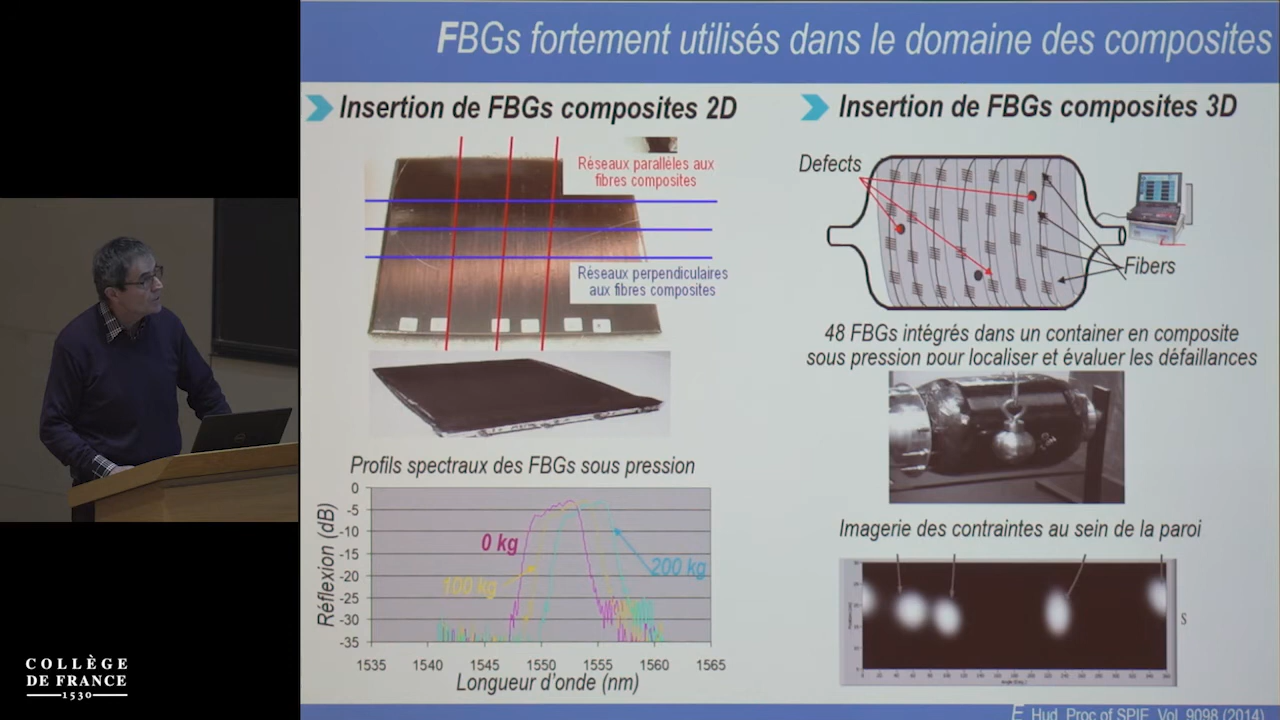 FBGs fortement utilisés dans le domaine des composites
Insertion de FBGs composites 2D
Réseaux parallèles aux
fibres composites
Réseaux perpendiculaires
aux fibres composites
Profils spectraux des FBGs sous pression
Réflexion (dB)
0
-5
-10
-15
-20
-25
-30
-35
0 kg
100 kg
200 kg
1535 1540 1545 1550 1555 1560 1565
Longueur d'onde (nm)
Insertion de FBGs composites 3D
Defects
Fibers
48 FBGs intégrés dans un container en composite
sous pression pour localiser et évaluer les défaillances
Imagerie des contraintes au sein de la paroi
S
E Hud, Proc of SPIE, Vol. 9098 (2014)
COLLÈGE
DE FRANCE
1530